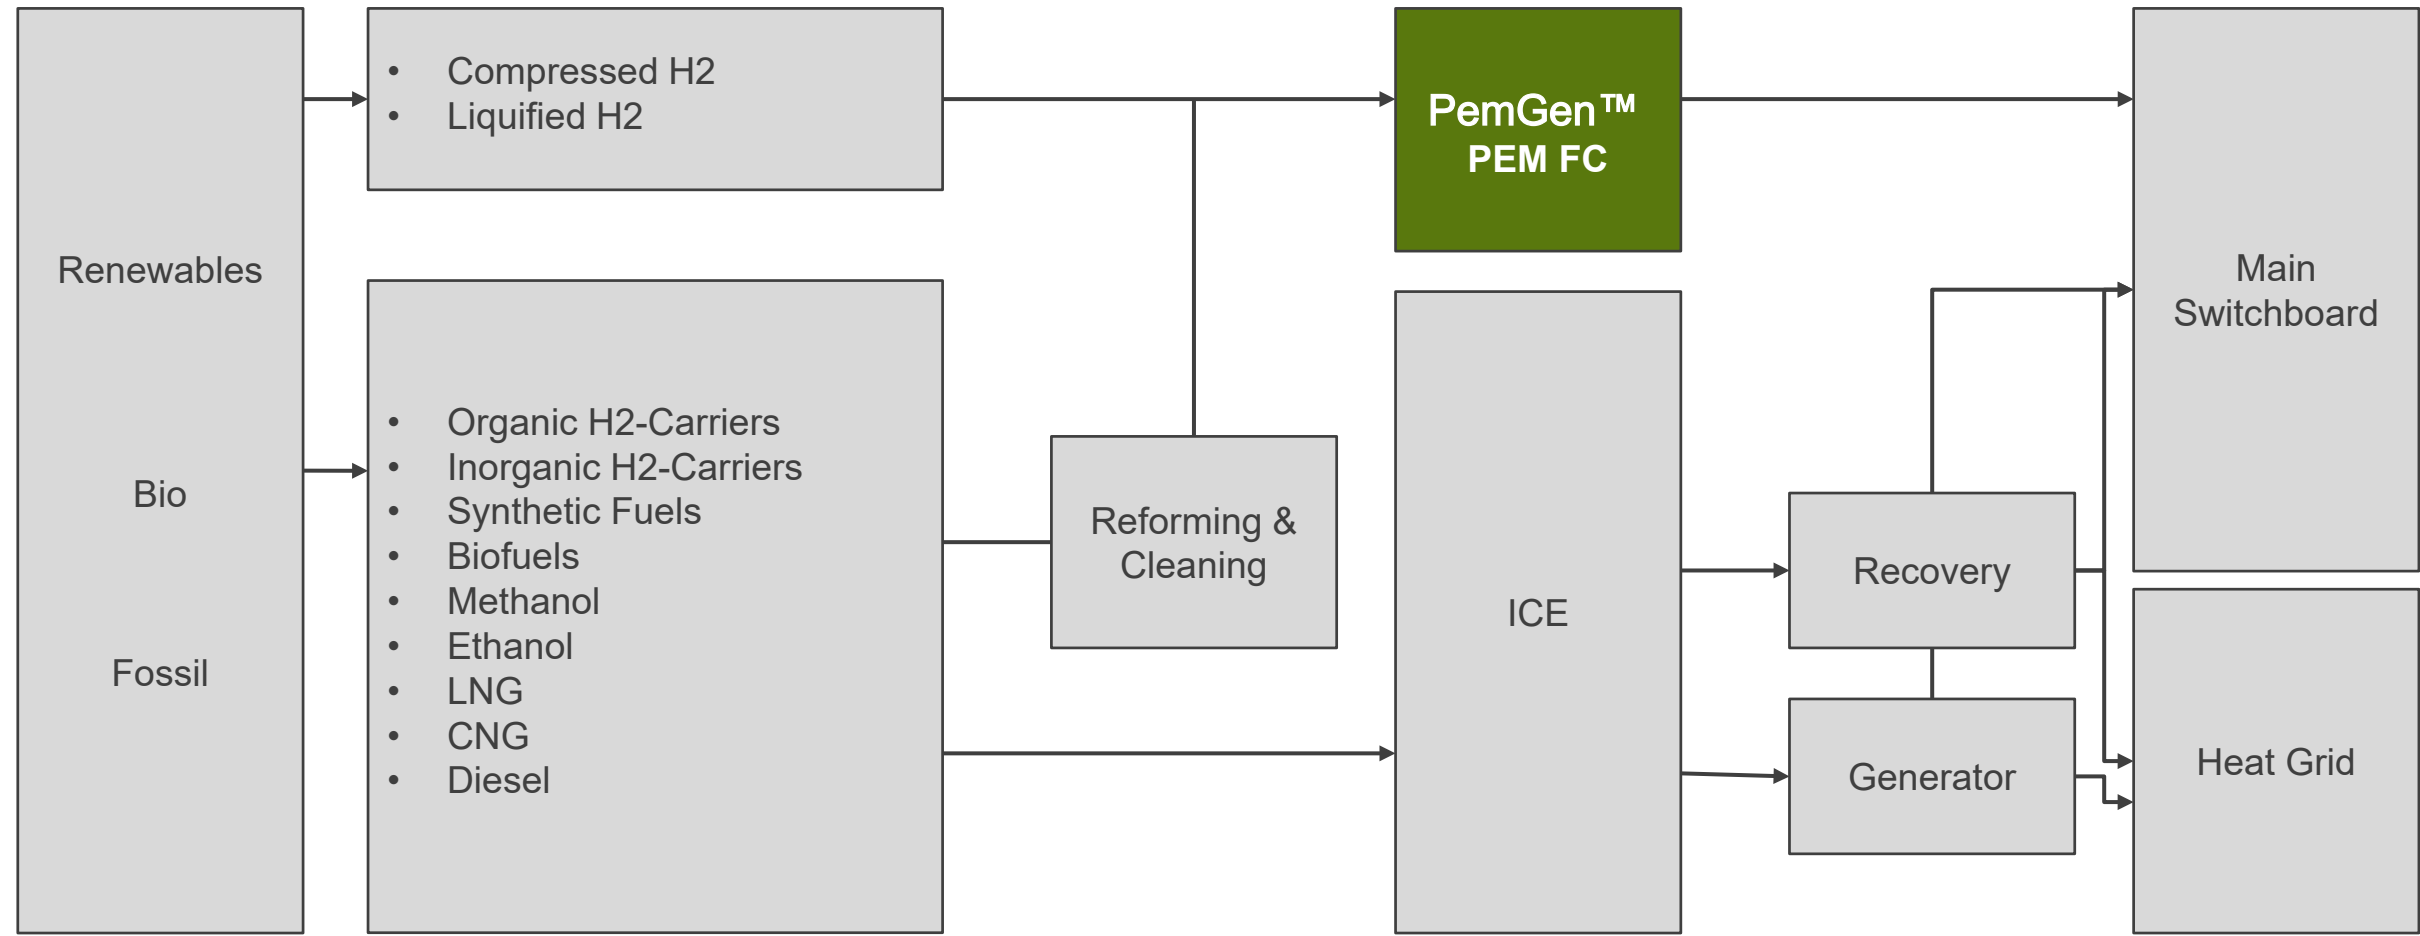 Renewables
Bio
Fossil
• Compressed H2
• Liquified H2
• Organic H2-Carriers
• Inorganic H2-Carriers
• Synthetic Fuels
• Biofuels
• Methanol
• Ethanol
• LNG
• CNG
• Diesel
Reforming &
Cleaning
PemGen™
PEM FC
ICE
Recovery
Generator
Main
Switchboard
Heat Grid